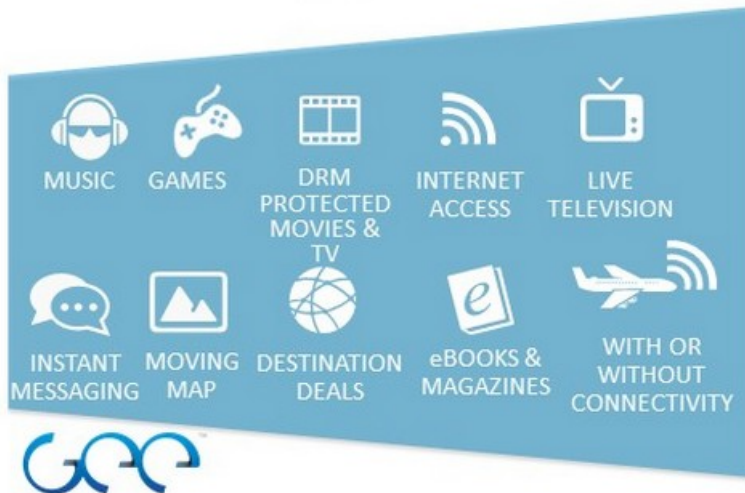 MUSIC
GAMES
DRM
PROTECTED
MOVIES &
TV
INTERNET
ACCESS
LIVE
TELEVISION
INSTANT
MESSAGING
MOVING
MAP
DESTINATION
DEALS
e
eBOOKS &
MAGAZINES
WITH OR
WITHOUT
CONNECTIVITY
Gee™